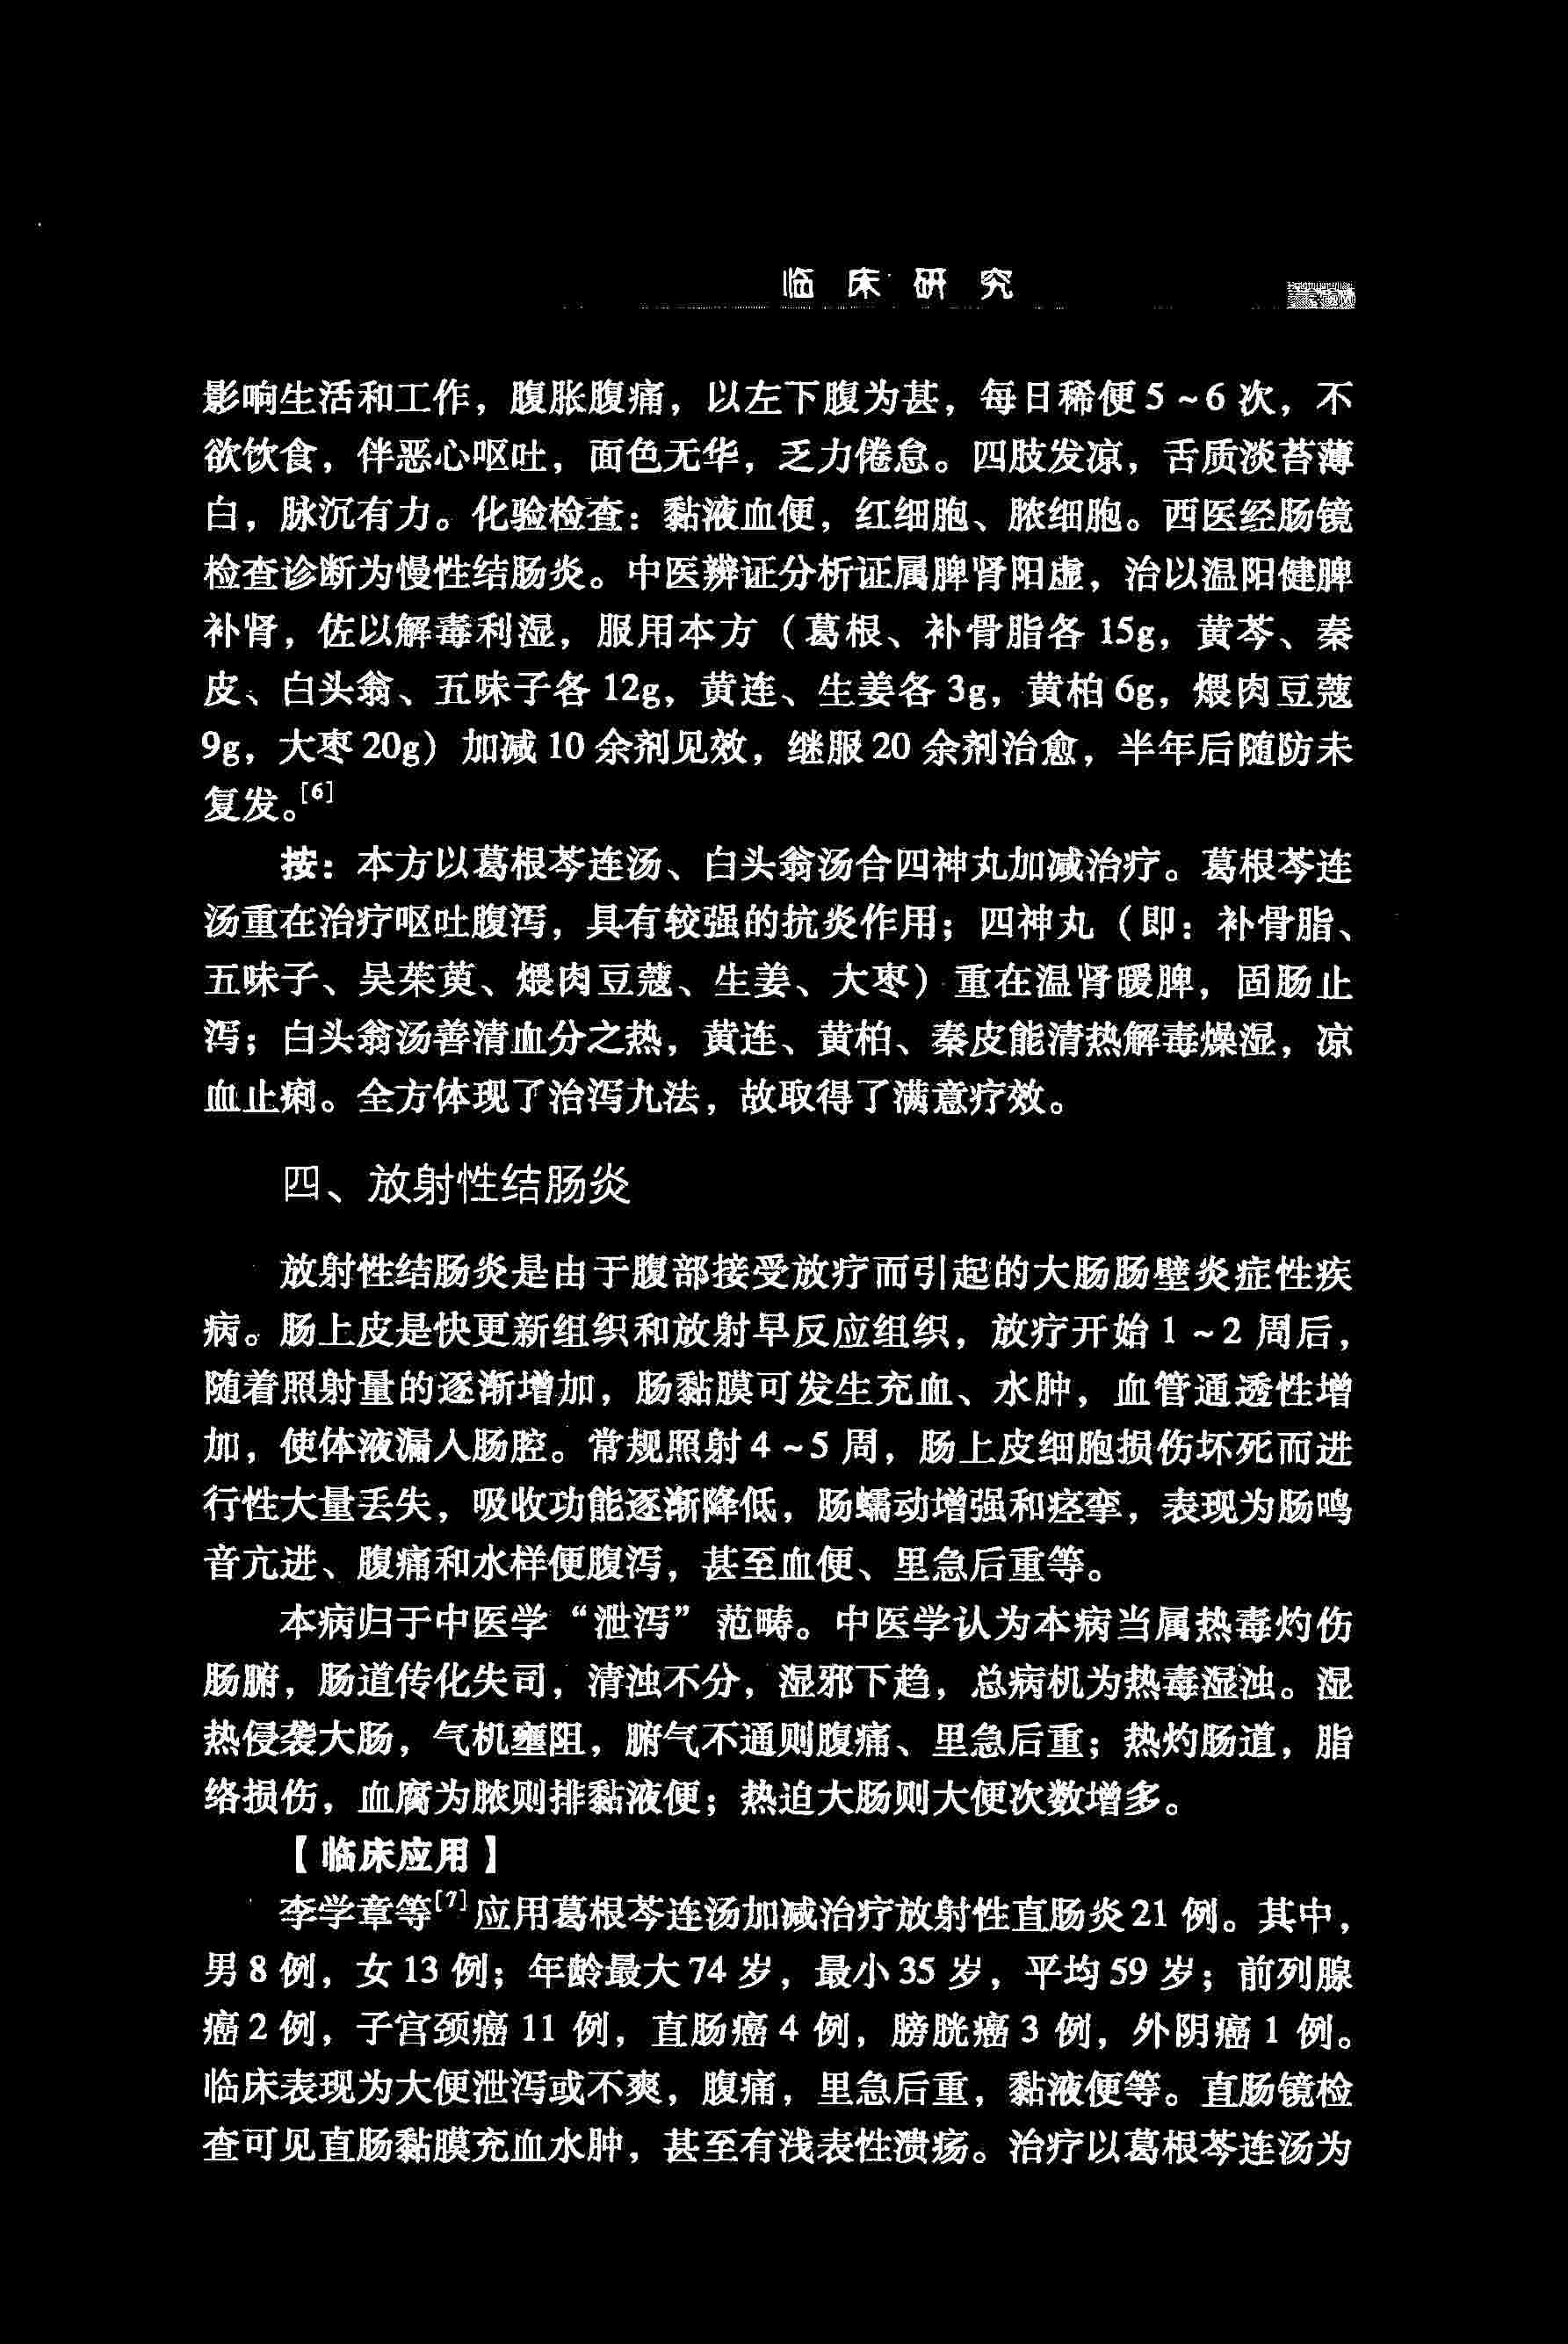 临床研究
影响生活和工作，腹胀腹痛，以左下腹为甚，每日稀便5～6次，不
欲饮食，伴恶心呕吐，面色无华，乏力倦怠。四肢发凉，舌质淡苔薄
白，脉沉有力。化验检查：黏液血便，红细胞、脓细胞。西医经肠镜
检查诊断为慢性结肠炎。中医辨证分析证属脾肾阳虚，治以温阳健脾
补肾，佐以解毒利湿，服用本方（葛根、补骨脂各15g，黄芩、秦
皮、白头翁、五味子各12g，黄连、生姜各3g，黄柏6g，煨肉豆蔻
9g，大枣20g）加减10余剂见效，继服20余剂治愈，半年后随防未
复发。[6]
按：本方以葛根芩连汤、白头翁汤合四神丸加减治疗。葛根芩连
汤重在治疗呕吐腹泻，具有较强的抗炎作用；四神丸（即：补骨脂、
五味子、吴茱萸、煨肉豆蔻、生姜、大枣）重在温肾暖脾，固肠止
泻；白头翁汤善清血分之热，黄连、黄柏、秦皮能清热解毒燥湿，凉
血止痢。全方体现了治泻九法，故取得了满意疗效。
四、放射性结肠炎
放射性结肠炎是由于腹部接受放疗而引起的大肠肠壁炎症性疾
病。肠上皮是快更新组织和放射早反应组织，放疗开始1～2周后，
随着照射量的逐渐增加，肠黏膜可发生充血、水肿，血管通透性增
加，使体液漏入肠腔。常规照射4～5周，肠上皮细胞损伤坏死而进
行性大量丢失，吸收功能逐渐降低，肠蠕动增强和痉挛，表现为肠鸣
音亢进、腹痛和水样便腹泻，甚至血便、里急后重等。
本病归于中医学“泄泻”范畴。中医学认为本病当属热毒灼伤
肠腑，肠道传化失司，清浊不分，湿邪下趋，总病机为热毒湿浊。湿
热侵袭大肠，气机壅阻，腑气不通则腹痛、里急后重；热灼肠道，脂
络损伤，血腐为脓则排黏液便；热迫大肠则大便次数增多。
【临床应用】
李学章等[7]应用葛根芩连汤加减治疗放射性直肠炎21例。其中，
男8例，女13例；年龄最大74岁，最小35岁，平均59岁；前列腺
癌2例，子宫颈癌11例，直肠癌4例，膀胱癌3例，外阴癌1例。
临床表现为大便泄泻或不爽，腹痛，里急后重，黏液便等。直肠镜检
查可见直肠黏膜充血水肿，甚至有浅表性溃疡。治疗以葛根芩连汤为